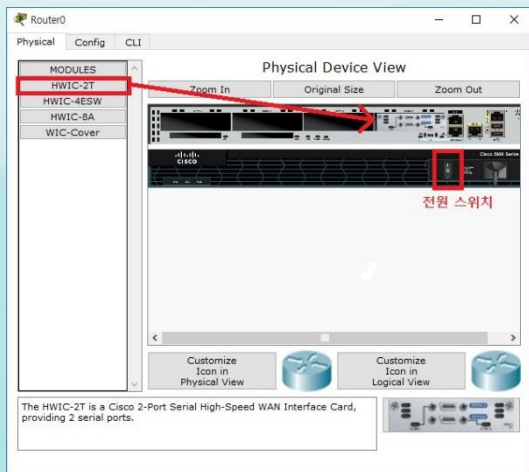 Router0
Physical Config CLI
MODULES
HWIC-2T
HWIC-4ESW
HWIC-8A
WIC-Cover
Physical Device View
Zoom In Original Size Zoom Out
CISCO
Cisco 2900 Series
전원 스위치
Customize
Icon in
Physical View
Customize
Icon in
Logical View
The HWIC-2T is a Cisco 2-Port Serial High-Speed WAN Interface Card,
providing 2 serial ports.